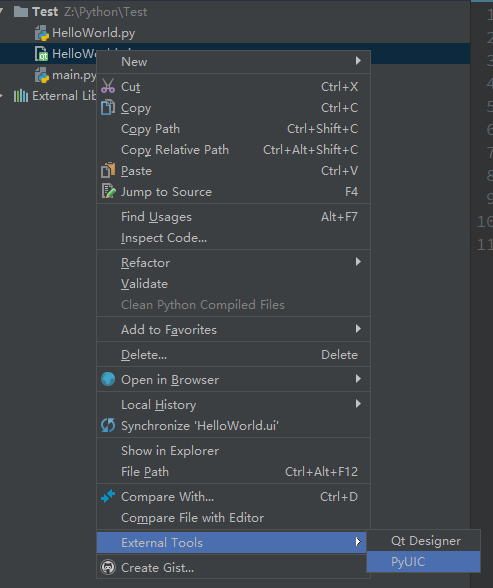 Test Z:\Python\Test
HelloWorld.py
HelloWorld
main.py
External Lib
1
2
3
4
5
6
7
8
9
10
11
New
Cut Ctrl+X
Copy Ctrl+C
Copy Path Ctrl+Shift+C
Copy Relative Path Ctrl+Alt+Shift+C
Paste Ctrl+V
Jump to Source F4
Find Usages Alt+F7
Inspect Code...
Refactor
Validate
Clean Python Compiled Files
Add to Favorites
Delete... Delete
Open in Browser
Local History
Synchronize 'HelloWorld.ui'
Show in Explorer
File Path Ctrl+Alt+F12
Compare With... Ctrl+D
Compare File with Editor
External Tools
Create Gist...
Qt Designer
PyUIC